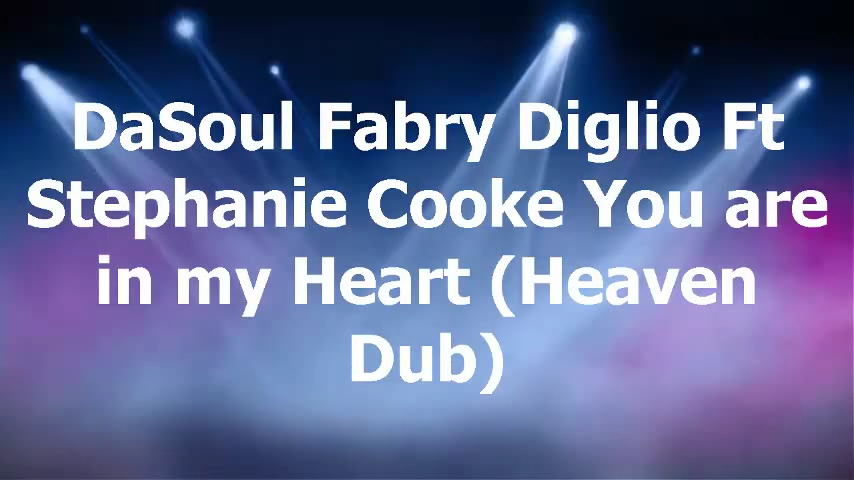 DaSoul Fabry Diglio Ft
Stephanie Cooke You are
in my Heart (Heaven
Dub)